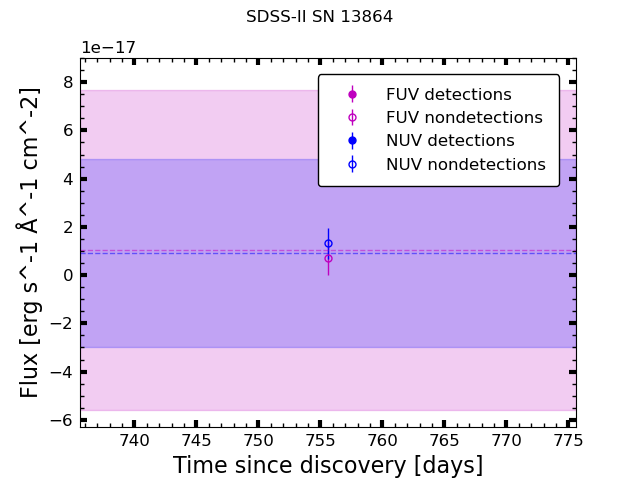 SDSS-II SN 13864
1e−17
FUV detections
FUV nondetections
NUV detections
NUV nondetections
8
6
4
2
0
−2
−4
−6
Flux [erg s^-1 Å^-1 cm^-2]
740 745 750 755 760 765 770 775
Time since discovery [days]